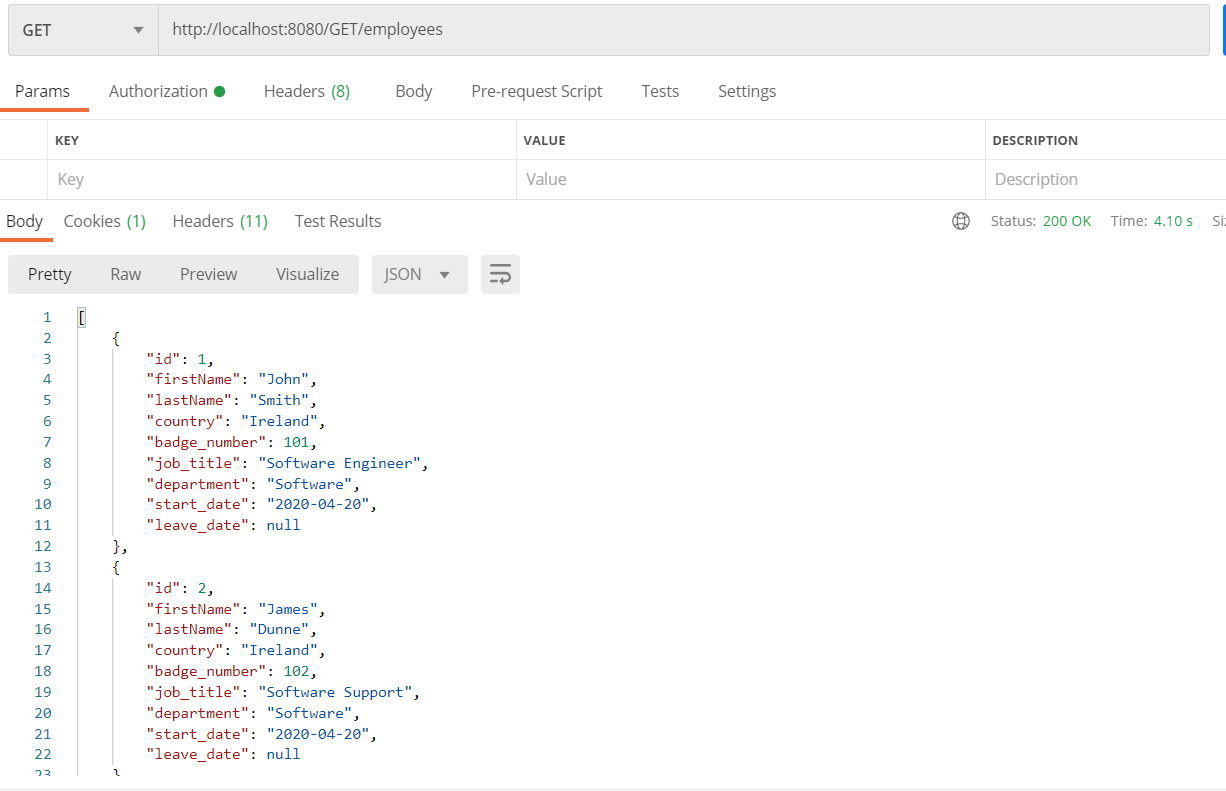 GET http://localhost:8080/GET/employees
Params Authorization Headers (8) Body Pre-request Script Tests Settings
KEY VALUE DESCRIPTION
Key Value Description
Body Cookies (1) Headers (11) Test Results Status: 200 OK Time: 4.10 s
Pretty Raw Preview Visualize JSON
1 [
2 {
3 "id": 1,
4 "firstName": "John",
5 "lastName": "Smith",
6 "country": "Ireland",
7 "badge_number": 101,
8 "job_title": "Software Engineer",
9 "department": "Software",
10 "start_date": "2020-04-20",
11 "leave_date": null
12 },
13 {
14 "id": 2,
15 "firstName": "James",
16 "lastName": "Dunne",
17 "country": "Ireland",
18 "badge_number": 102,
19 "job_title": "Software Support",
20 "department": "Software",
21 "start_date": "2020-04-20",
22 "leave_date": null
23 }